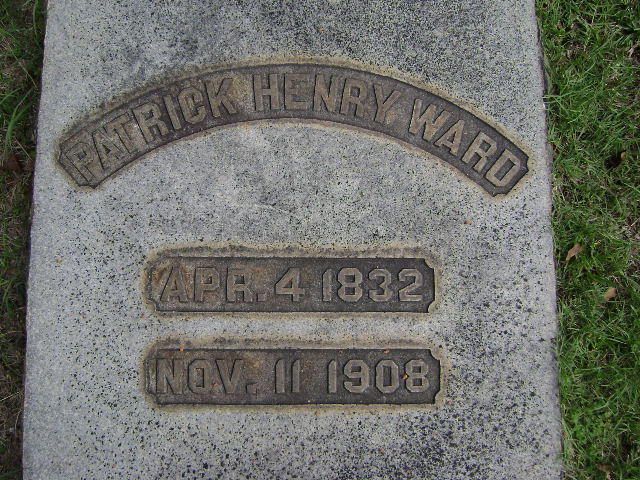 PATRICK HENRY WARD
APR. 4 1832
NOV. 11 1908